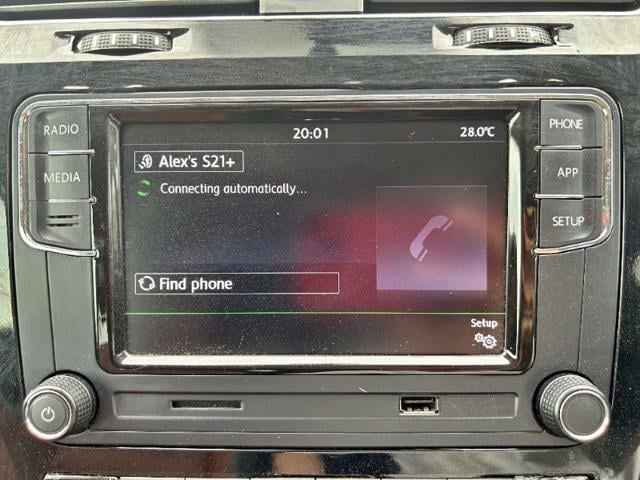 20:01
28.0°C
RADIO
MEDIA
Alex's S21+
Connecting automatically...
Find phone
Setup
PHONE
APP
SETUP